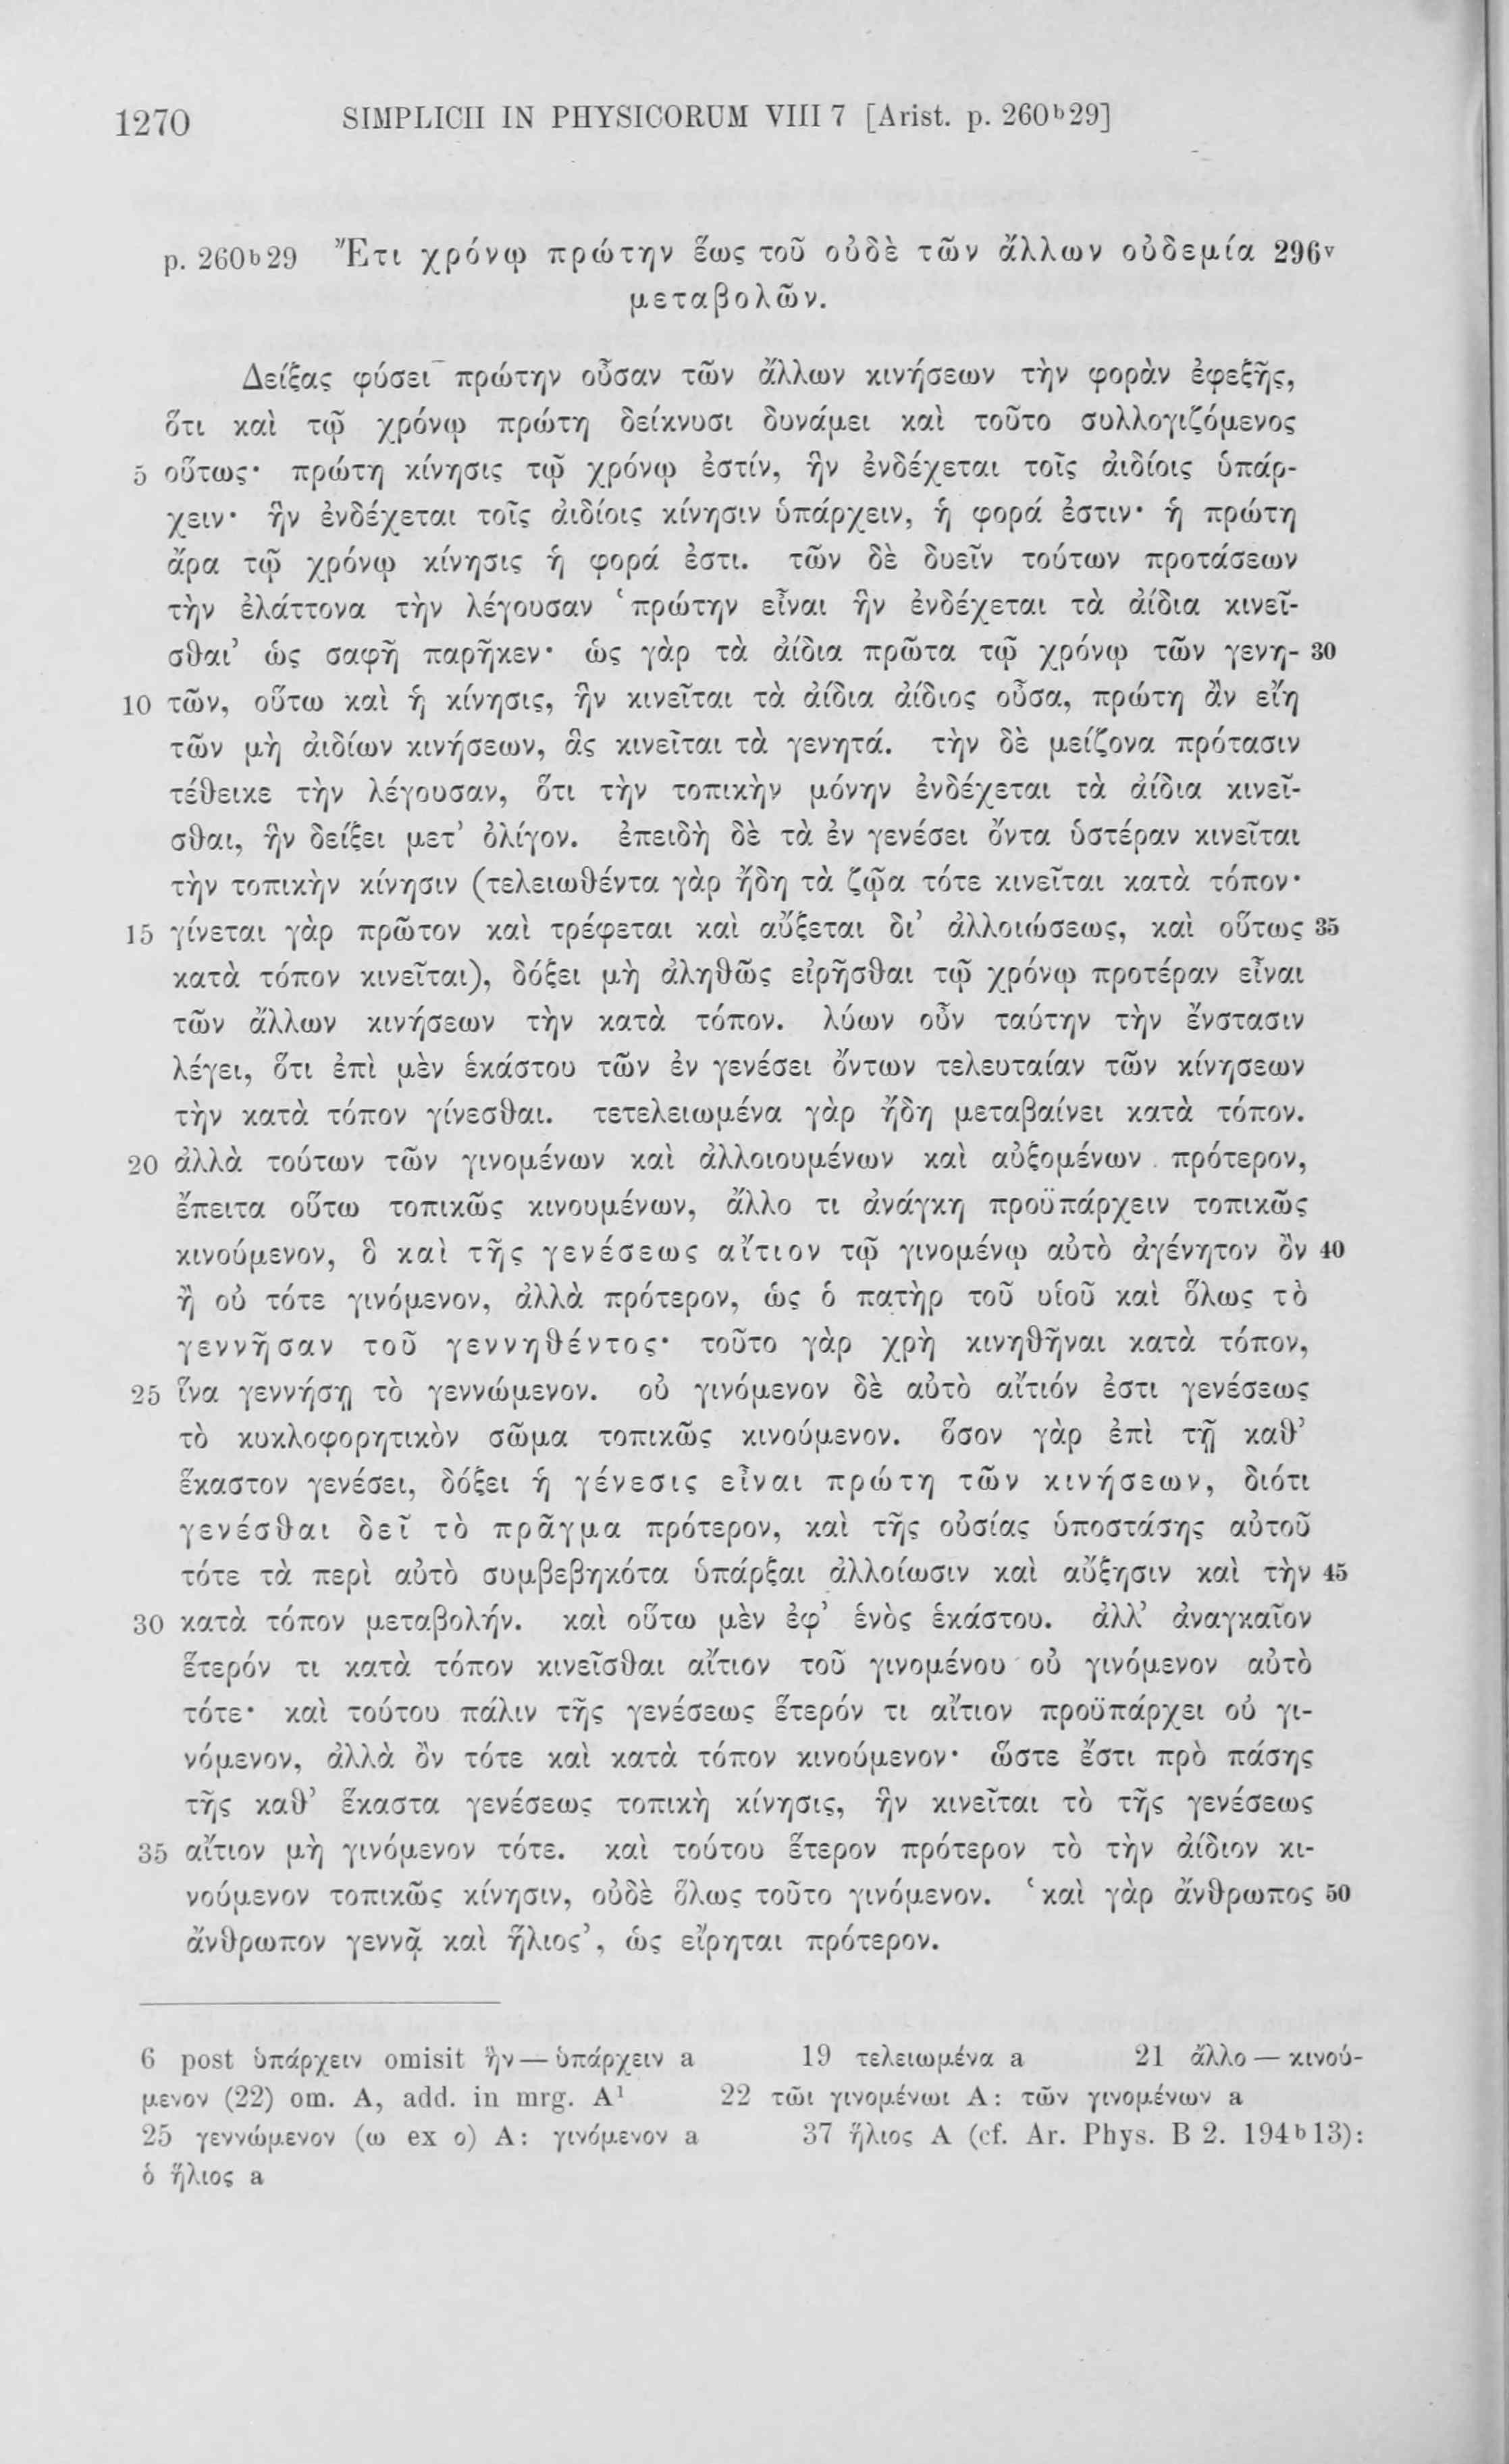 1270 SIMPLICII IN PHYSICORUM VIII 7 [Arist. p. 260ᵇ29]
p. 260ᵇ29 Ἔτι χρόνῳ πρώτην ἕως τοῦ οὐδὲ τῶν ἄλλων οὐδεμία 296ᵛ
μεταβολῶν.
Δείξας φύσει πρώτην οὖσαν τῶν ἄλλων κινήσεων τὴν φορὰν ἐφεξῆς,
ὅτι καὶ τῷ χρόνῳ πρώτη δείκνυσι δυνάμει καὶ τοῦτο συλλογιζόμενος
5 οὕτως· πρώτη κίνησις τῷ χρόνῳ ἐστίν, ἣν ἐνδέχεται τοῖς ἀιδίοις ὑπάρ-
χειν· ἣν ἐνδέχεται τοῖς ἀιδίοις κίνησιν ὑπάρχειν, ἡ φορά ἐστιν· ἡ πρώτη
ἄρα τῷ χρόνῳ κίνησις ἡ φορά ἐστι. τῶν δὲ δυεῖν τούτων προτάσεων
τὴν ἐλάττονα τὴν λέγουσαν ‘πρώτην εἶναι ἣν ἐνδέχεται τὰ ἀίδια κινεῖ-
σθαι’ ὡς σαφῆ παρῆκεν· ὡς γὰρ τὰ ἀίδια πρῶτα τῷ χρόνῳ τῶν γενη- 30
10 τῶν, οὕτω καὶ ἡ κίνησις, ἣν κινεῖται τὰ ἀίδια ἀίδιος οὖσα, πρώτη ἂν εἴη
τῶν μὴ ἀιδίων κινήσεων, ἃς κινεῖται τὰ γενητά. τὴν δὲ μείζονα πρότασιν
τέθεικε τὴν λέγουσαν, ὅτι τὴν τοπικὴν μόνην ἐνδέχεται τὰ ἀίδια κινεῖ-
σθαι, ἣν δείξει μετ’ ὀλίγον. ἐπειδὴ δὲ τὰ ἐν γενέσει ὄντα ὑστέραν κινεῖται
τὴν τοπικὴν κίνησιν (τελειωθέντα γὰρ ἤδη τὰ ζῷα τότε κινεῖται κατὰ τόπον·
15 γίνεται γὰρ πρῶτον καὶ τρέφεται καὶ αὔξεται δι’ ἀλλοιώσεως, καὶ οὕτως 35
κατὰ τόπον κινεῖται), δόξει μὴ ἀληθῶς εἰρῆσθαι τῷ χρόνῳ προτέραν εἶναι
τῶν ἄλλων κινήσεων τὴν κατὰ τόπον. λύων οὖν ταύτην τὴν ἔνστασιν
λέγει, ὅτι ἐπὶ μὲν ἑκάστου τῶν ἐν γενέσει ὄντων τελευταίαν τῶν κίνησεων
τὴν κατὰ τόπον γίνεσθαι. τετελειωμένα γὰρ ἤδη μεταβαίνει κατὰ τόπον.
20 ἀλλὰ τούτων τῶν γινομένων καὶ ἀλλοιουμένων καὶ αὐξομένων πρότερον,
ἔπειτα οὕτω τοπικῶς κινουμένων, ἄλλο τι ἀνάγκη προϋπάρχειν τοπικῶς
κινούμενον, ὃ καὶ τῆς γενέσεως αἴτιον τῷ γινομένῳ αὐτὸ ἀγένητον ὂν 40
ἢ οὐ τότε γινόμενον, ἀλλὰ πρότερον, ὡς ὁ πατὴρ τοῦ υἱοῦ καὶ ὅλως τὸ
γεννῆσαν τοῦ γεννηθέντος· τοῦτο γὰρ χρὴ κινηθῆναι κατὰ τόπον,
25 ἵνα γεννήσῃ τὸ γεννώμενον. οὐ γινόμενον δὲ αὐτὸ αἴτιόν ἐστι γενέσεως
τὸ κυκλοφορητικὸν σῶμα τοπικῶς κινούμενον. ὅσον γὰρ ἐπὶ τῇ καθ’
ἕκαστον γενέσει, δόξει ἡ γένεσις εἶναι πρώτη τῶν κινήσεων, διότι
γενέσθαι δεῖ τὸ πρᾶγμα πρότερον, καὶ τῆς οὐσίας ὑποστάσης αὐτοῦ
τότε τὰ περὶ αὐτὸ συμβεβηκότα ὑπάρξαι ἀλλοίωσιν καὶ αὔξησιν καὶ τὴν 45
30 κατὰ τόπον μεταβολήν. καὶ οὕτω μὲν ἐφ’ ἑνὸς ἑκάστου. ἀλλ’ ἀναγκαῖον
ἕτερόν τι κατὰ τόπον κινεῖσθαι αἴτιον τοῦ γινομένου οὐ γινόμενον αὐτὸ
τότε· καὶ τούτου πάλιν τῆς γενέσεως ἕτερόν τι αἴτιον προϋπάρχει οὐ γι-
νόμενον, ἀλλὰ ὂν τότε καὶ κατὰ τόπον κινούμενον· ὥστε ἔστι πρὸ πάσης
τῆς καθ’ ἕκαστα γενέσεως τοπικὴ κίνησις, ἣν κινεῖται τὸ τῆς γενέσεως
35 αἴτιον μὴ γινόμενον τότε. καὶ τούτου ἕτερον πρότερον τὸ τὴν ἀίδιον κι-
νούμενον τοπικῶς κίνησιν, οὐδὲ ὅλως τοῦτο γινόμενον. ‘καὶ γὰρ ἄνθρωπος 50
ἄνθρωπον γεννᾷ καὶ ἥλιος’, ὡς εἴρηται πρότερον.
6 post ὑπάρχειν omisit ἣν — ὑπάρχειν a 19 τελειωμένα a 21 ἄλλο — κινού-
μενον (22) om. A, add. in mrg. A¹ 22 τῶι γινομένωι A: τῶν γινομένων a
25 γεννώμενον (ω ex ο) A: γινόμενον a 37 ἥλιος A (cf. Ar. Phys. B 2. 194ᵇ13):
ὁ ἥλιος a